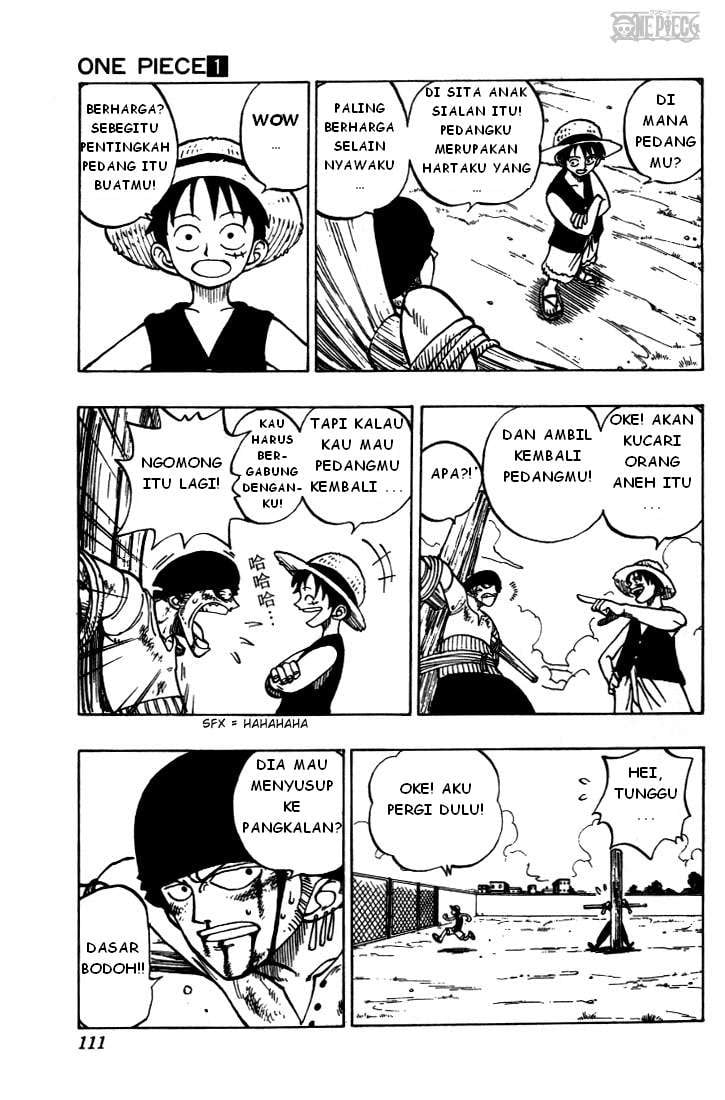 ONE PIECE
ONE PIECE 1
DI
MANA
PEDANG
MU?
DI SITA ANAK
SIALAN ITU!
PEDANGKU
MERUPAKAN
HARTAKU YANG
...
PALING
BERHARGA
SELAIN
NYAWAKU
...
WOW
...
BERHARGA?
SEBEGITU
PENTINGKAH
PEDANG ITU
BUATMU!
OKE! AKAN
KUCARI
ORANG
ANEH ITU
...
DAN AMBIL
KEMBALI
PEDANGMU!
APA?!
TAPI KALAU
KAU MAU
PEDANGMU
KEMBALI ...
KAU
HARUS
BER-
GABUNG
DENGAN-
KU!
哈哈哈...
NGOMONG
ITU LAGI!
SFX = HAHAHAHA
HEI,
TUNGGU
...
OKE! AKU
PERGI DULU!
DIA MAU
MENYUSUP
KE
PANGKALAN?
DASAR
BODOH!!
111